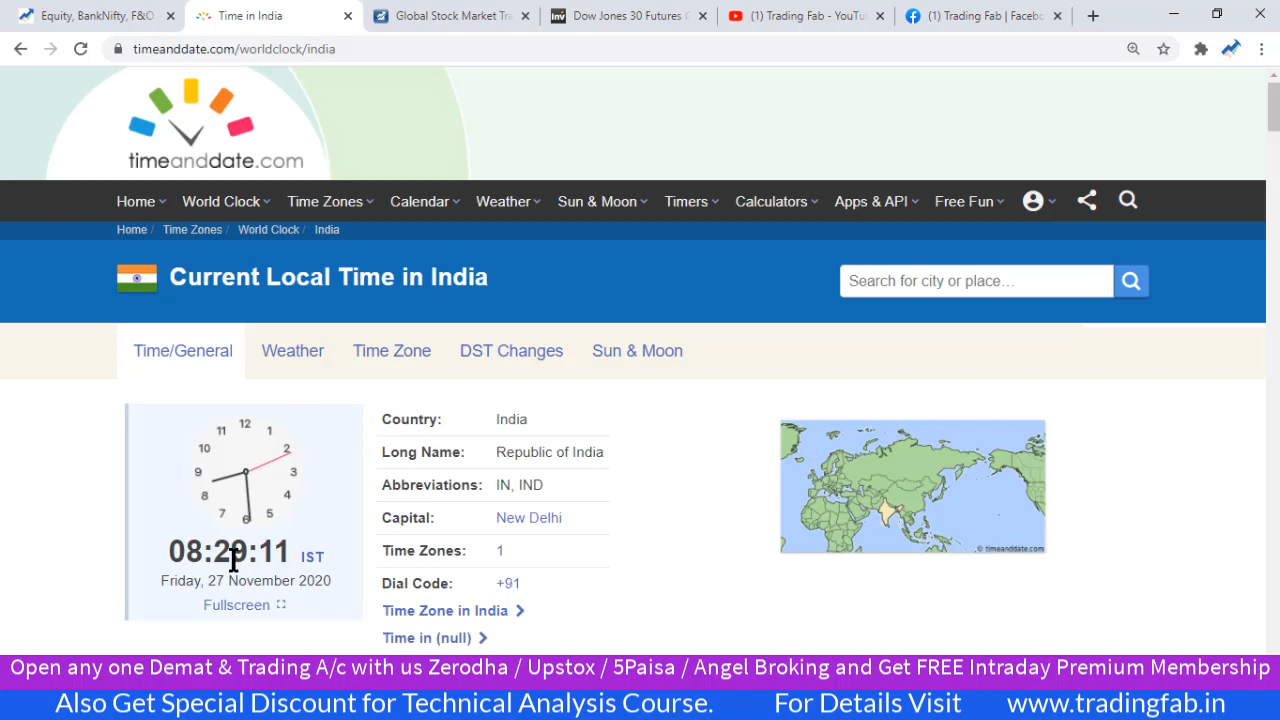 Equity, BankNifty, F&O
Time in India
Global Stock Market Tra
Inv
Dow Jones 30 Futures C
(1) Trading Fab - YouTu
(1) Trading Fab | Facebo
timeanddate.com/worldclock/india
timeanddate.com
Home
World Clock
Time Zones
Calendar
Weather
Sun & Moon
Timers
Calculators
Apps & API
Free Fun
Home / Time Zones / World Clock / India
Current Local Time in India
Search for city or place...
Time/General
Weather
Time Zone
DST Changes
Sun & Moon
12
1
2
3
4
5
6
7
8
9
10
11
08:29:11 IST
Friday, 27 November 2020
Fullscreen
Country: India
Long Name: Republic of India
Abbreviations: IN, IND
Capital: New Delhi
Time Zones: 1
Dial Code: +91
Time Zone in India
Time in (null)
© timeanddate.com
Open any one Demat & Trading A/c with us Zerodha / Upstox / 5Paisa / Angel Broking and Get FREE Intraday Premium Membership
Also Get Special Discount for Technical Analysis Course. For Details Visit www.tradingfab.in